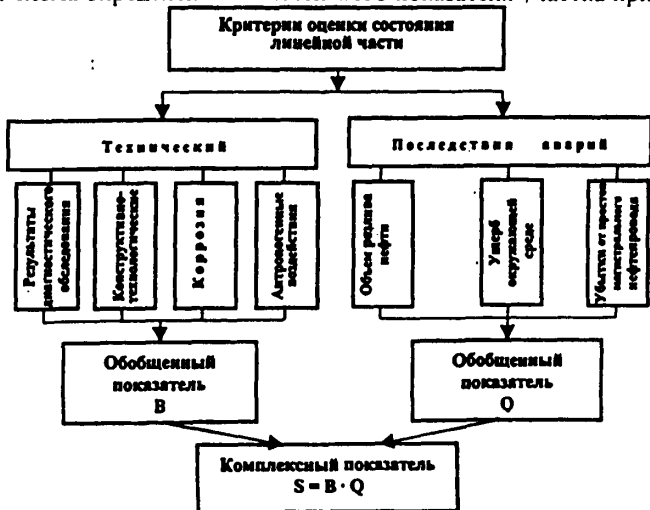 Критерии оценки состояния
линейной части
Технический
Последствия аварий
Результаты
диагностического
обследования
Конструктивно-
технологические
Коррозия
Антропогенные
воздействия
Объем разлива
нефти
Ущерб
окружающей
среде
Убытки от простоя
магистрального
нефтепровода
Обобщенный
показатель
В
Обобщенный
показатель
Q
Комплексный показатель
S = B · Q